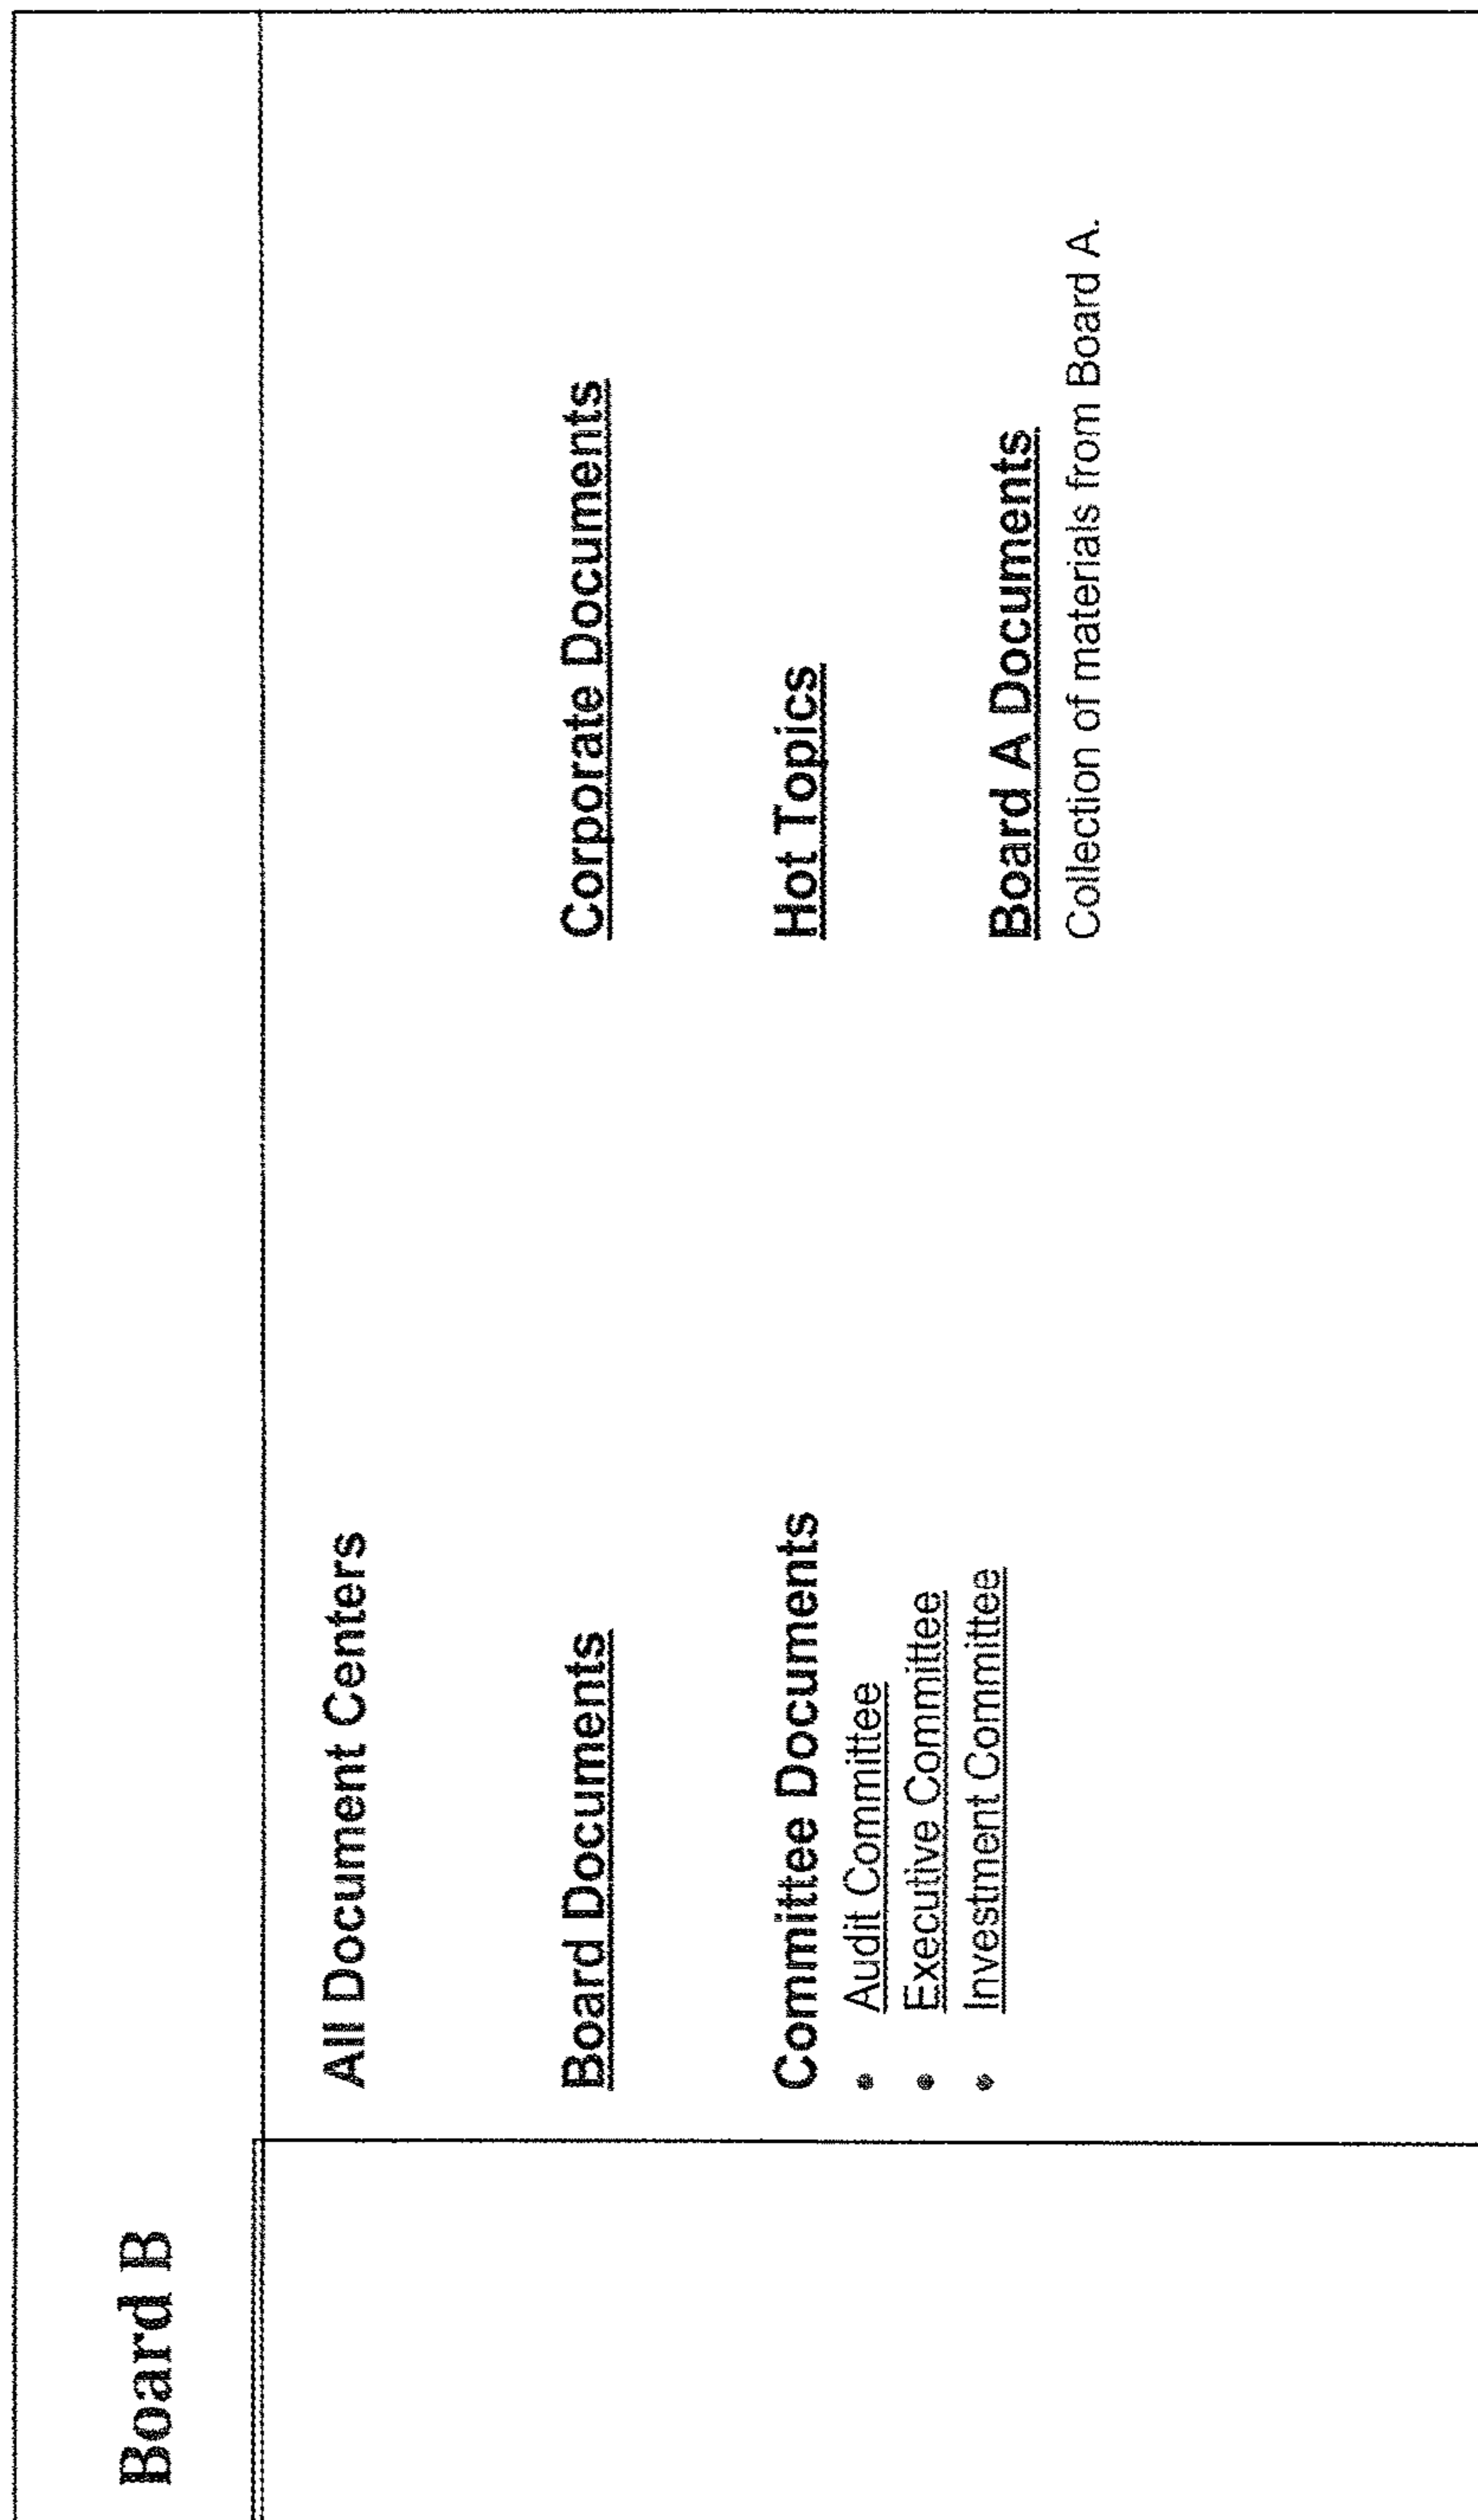 Board B
All Document Centers
Board Documents
Committee Documents
• Audit Committee
• Executive Committee
• Investment Committee
Corporate Documents
Hot Topics
Board A Documents
Collection of materials from Board A.